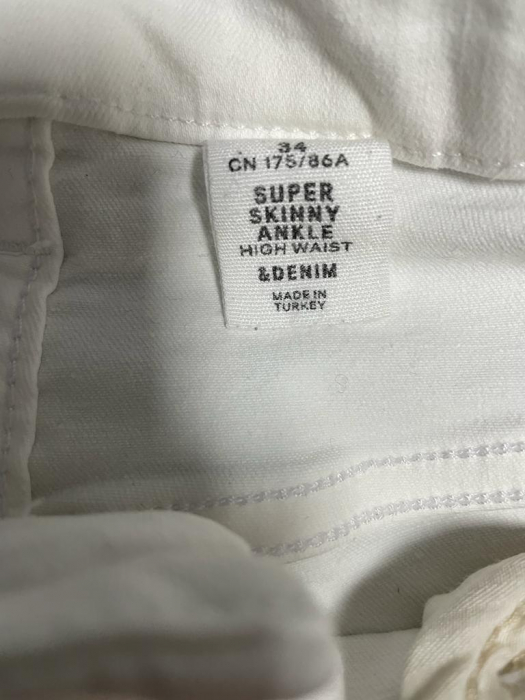 34
CN 175/86A
SUPER
SKINNY
ANKLE
HIGH WAIST
&DENIM
MADE IN
TURKEY